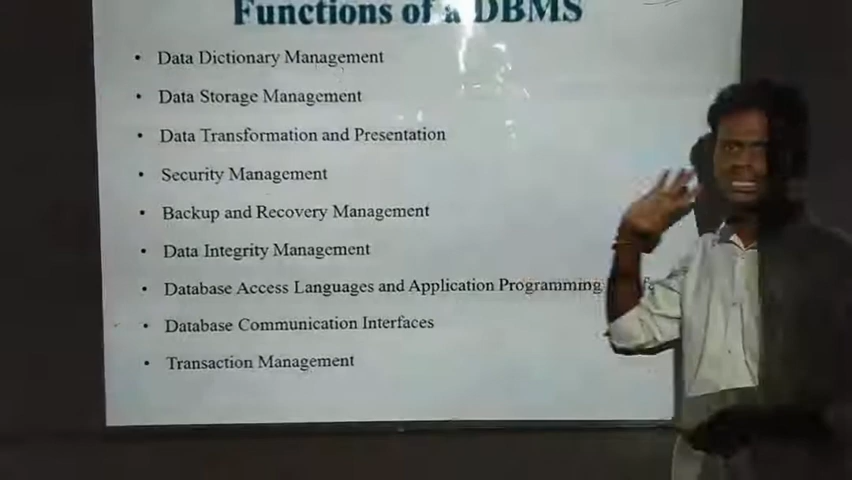 Functions of a DBMS
• Data Dictionary Management
• Data Storage Management
• Data Transformation and Presentation
• Security Management
• Backup and Recovery Management
• Data Integrity Management
• Database Access Languages and Application Programming
• Database Communication Interfaces
• Transaction Management